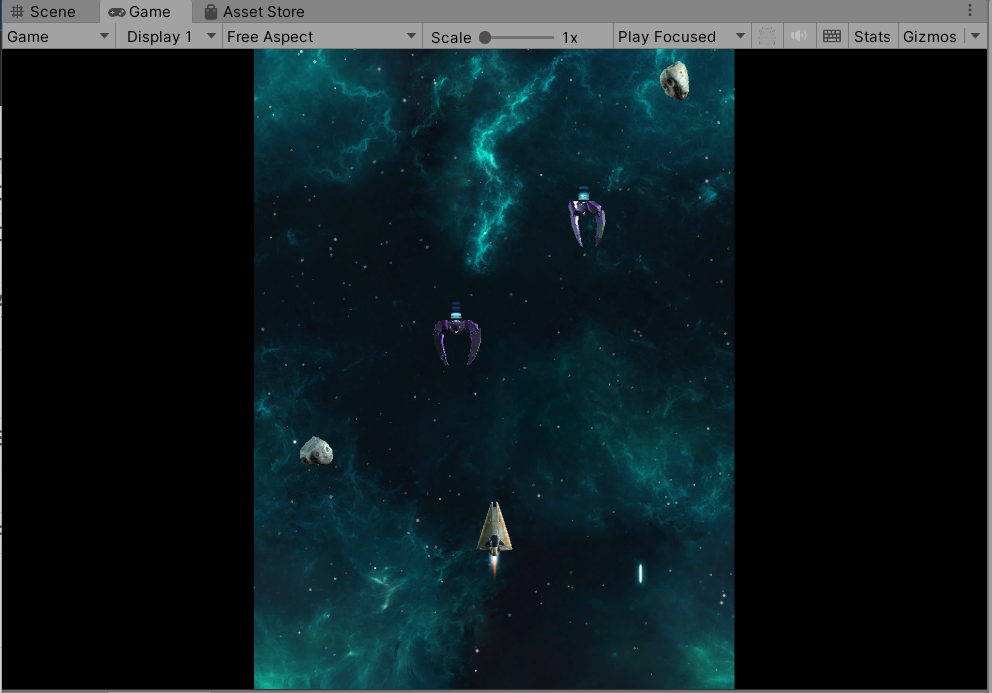 Scene Game Asset Store
Game Display 1 Free Aspect Scale 1x Play Focused Stats Gizmos